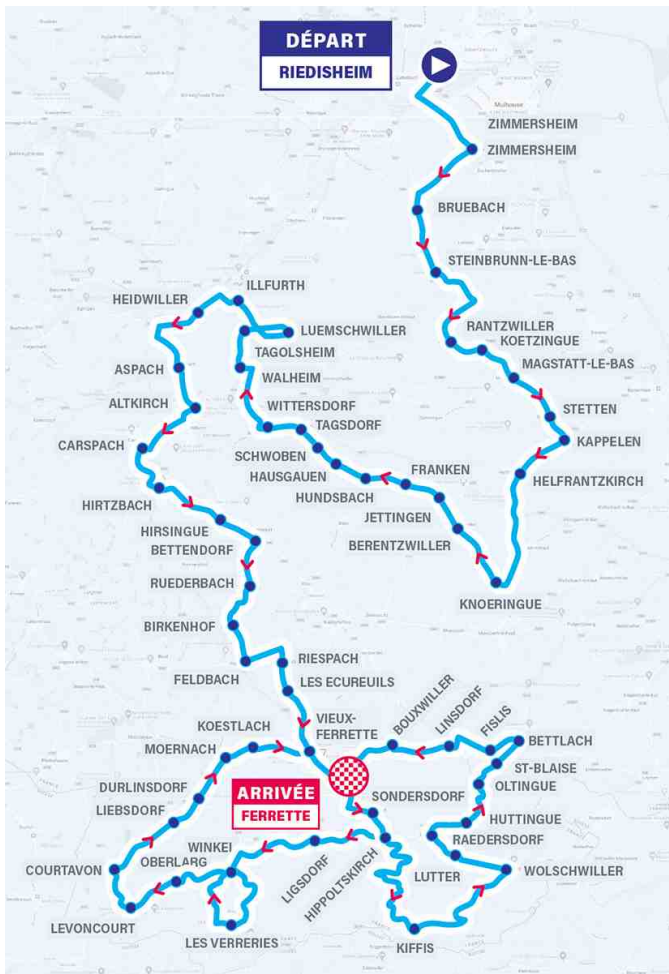 DÉPART
RIEDISHEIM
Mulhouse
ZIMMERSHEIM
ZIMMERSHEIM
BRUEBACH
STEINBRUNN-LE-BAS
RANTZWILLER
KOETZINGUE
MAGSTATT-LE-BAS
STETTEN
KAPPELEN
HELFRANTZKIRCH
KNOERINGUE
BERENTZWILLER
JETTINGEN
FRANKEN
HUNDSBACH
HAUSGAUEN
SCHWOBEN
TAGSDORF
WITTERSDORF
WALHEIM
TAGOLSHEIM
LUEMSCHWILLER
ILLFURTH
HEIDWILLER
ASPACH
ALTKIRCH
CARSPACH
HIRTZBACH
HIRSINGUE
BETTENDORF
RUEDERBACH
BIRKENHOF
FELDBACH
RIESPACH
LES ECUREUILS
VIEUX-
FERRETTE
ARRIVÉE
FERRETTE
SONDERSDORF
HIPPOLTSKIRCH
LIGSDORF
WINKEl
LES VERRERIES
OBERLARG
LEVONCOURT
COURTAVON
LIEBSDORF
DURLINSDORF
MOERNACH
KOESTLACH
LUTTER
KIFFIS
WOLSCHWILLER
RAEDERSDORF
HUTTINGUE
OLTINGUE
ST-BLAISE
BETTLACH
FISLIS
LINSDORF
BOUXWILLER